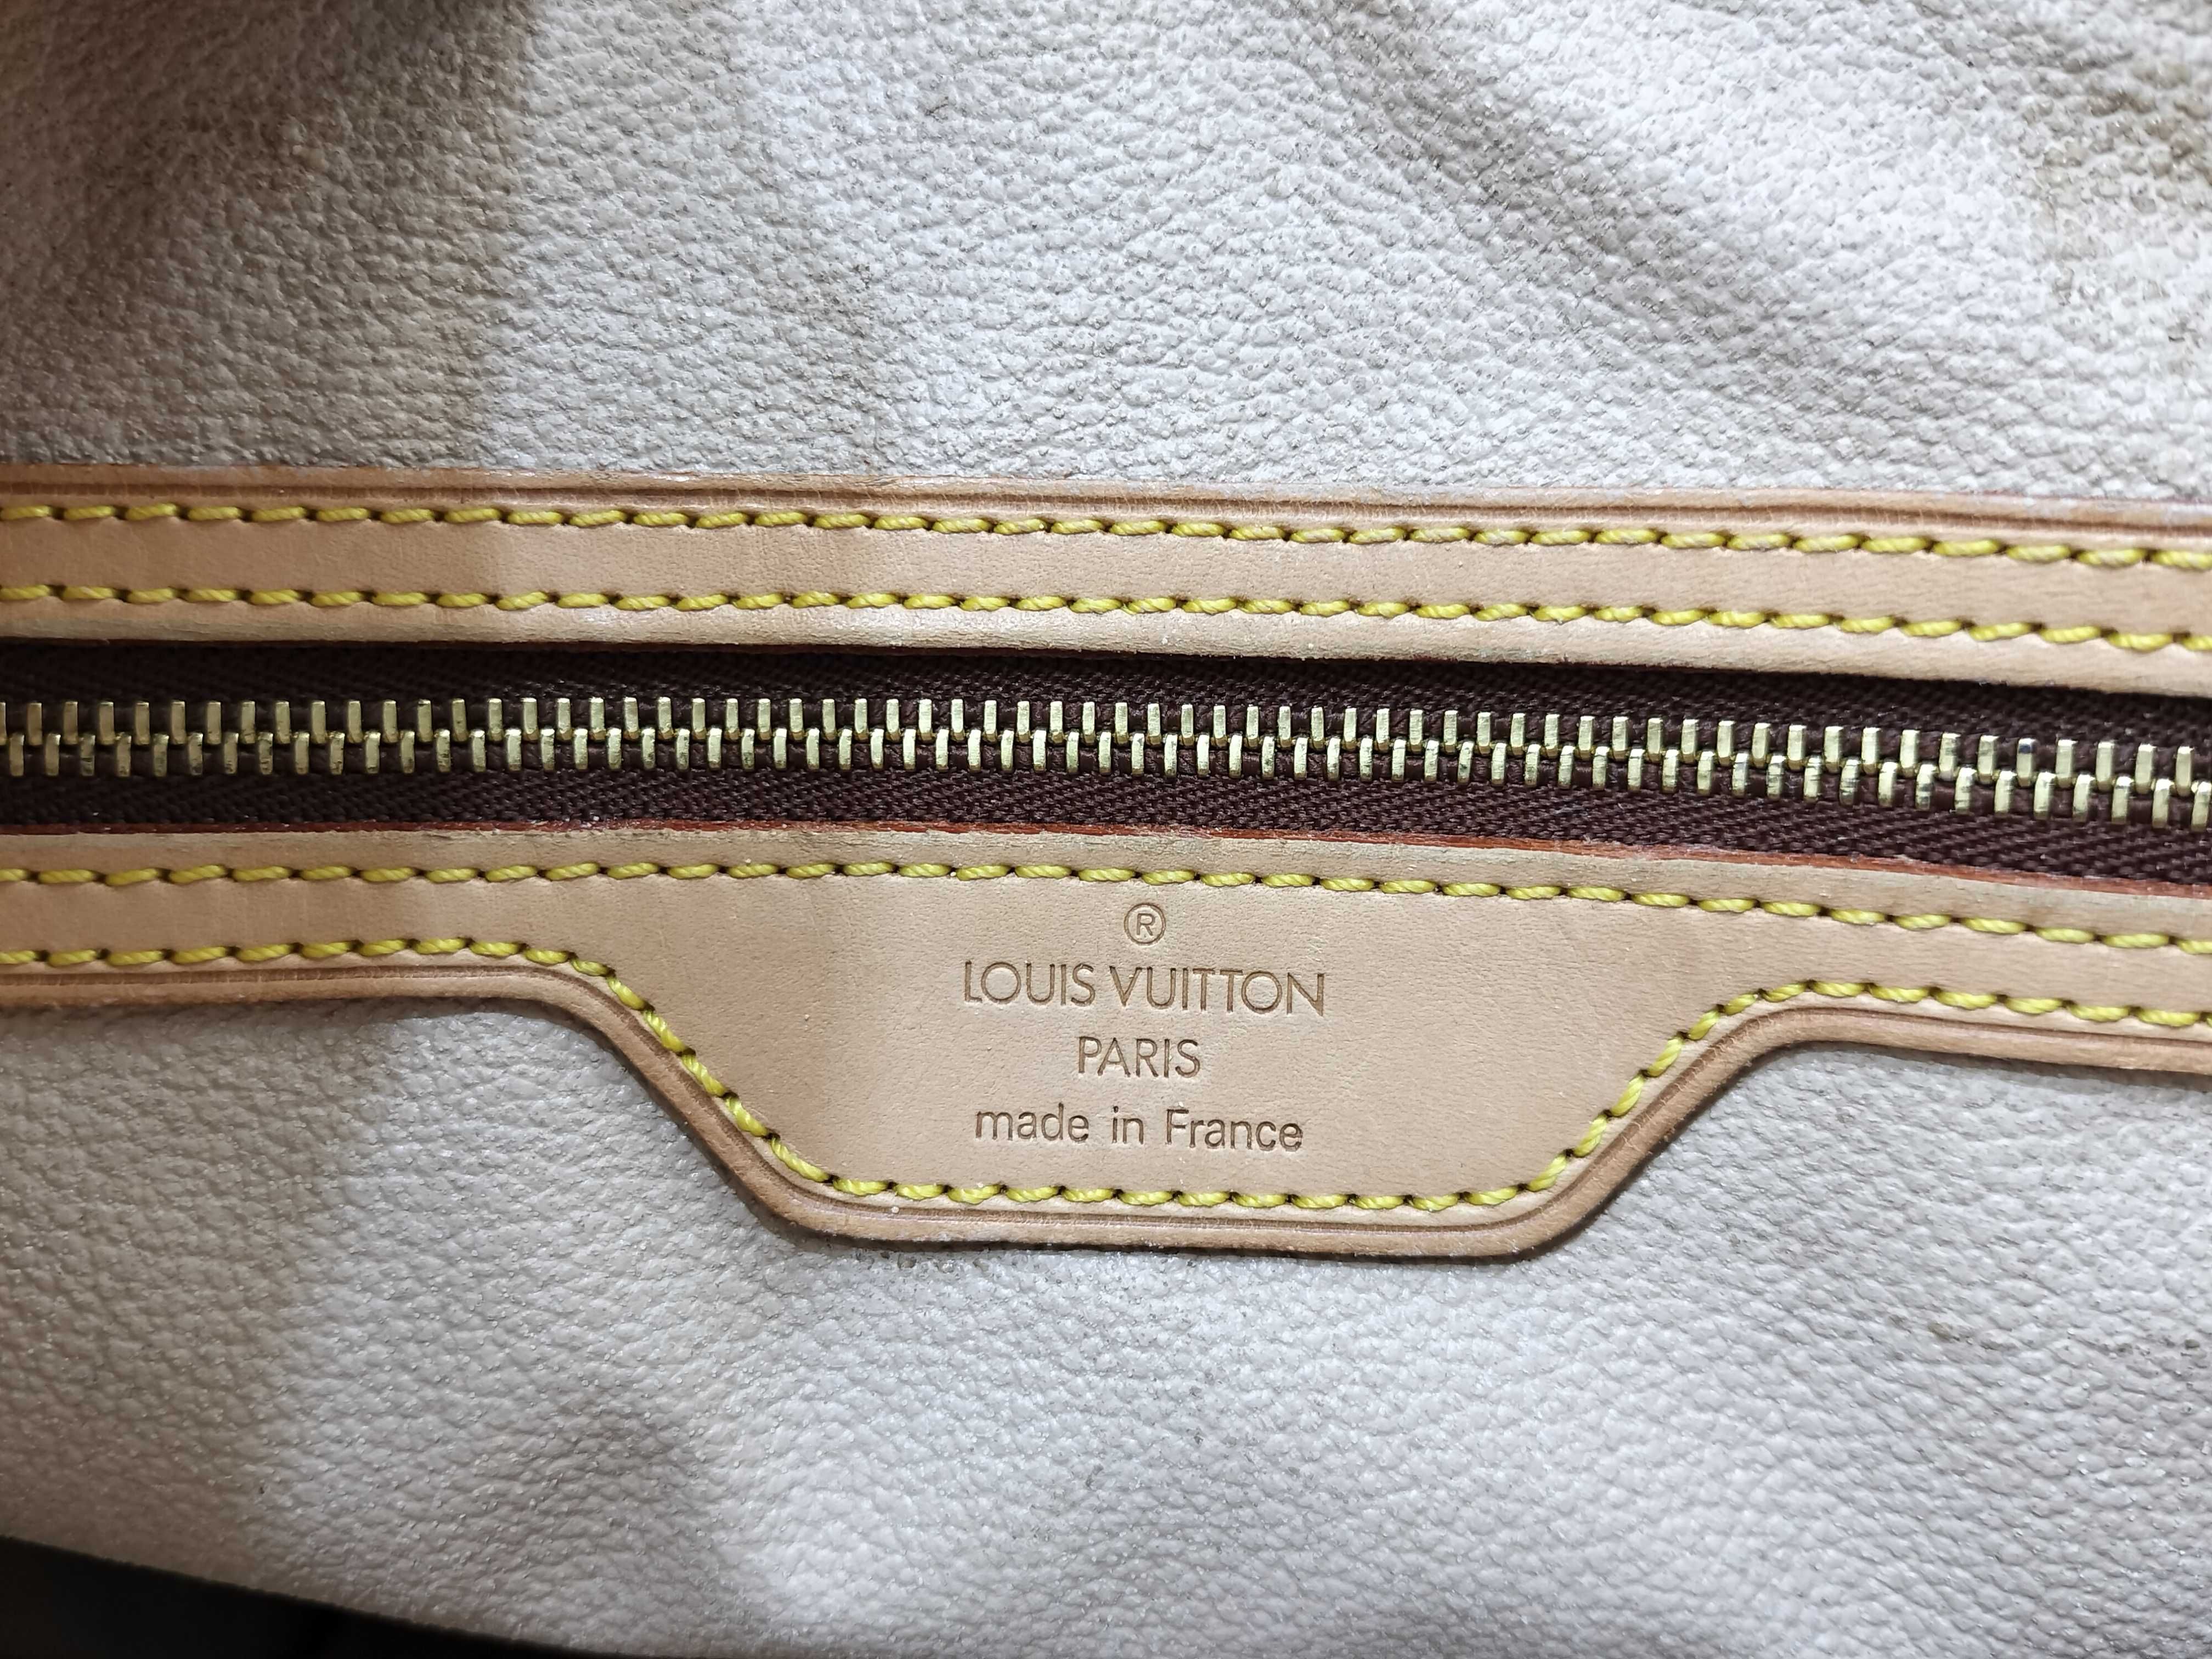 ®
LOUIS VUITTON
PARIS
made in France